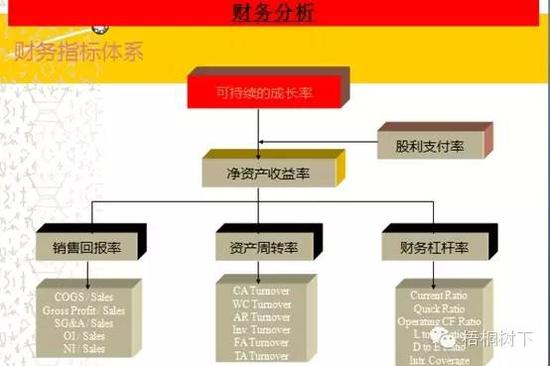 财务分析
财务指标体系
可持续的成长率
股利支付率
净资产收益率
销售回报率
资产周转率
财务杠杆率
COGS / Sales
Gross Profit / Sales
SG&A / Sales
OI / Sales
NI / Sales
CA Turnover
WC Turnover
AR Turnover
Inv. Turnover
FA Turnover
TA Turnover
Current Ratio
Quick Ratio
Operating CF Ratio
L to E Ratio
D to E Ratio
Intr. Coverage
梧桐树下